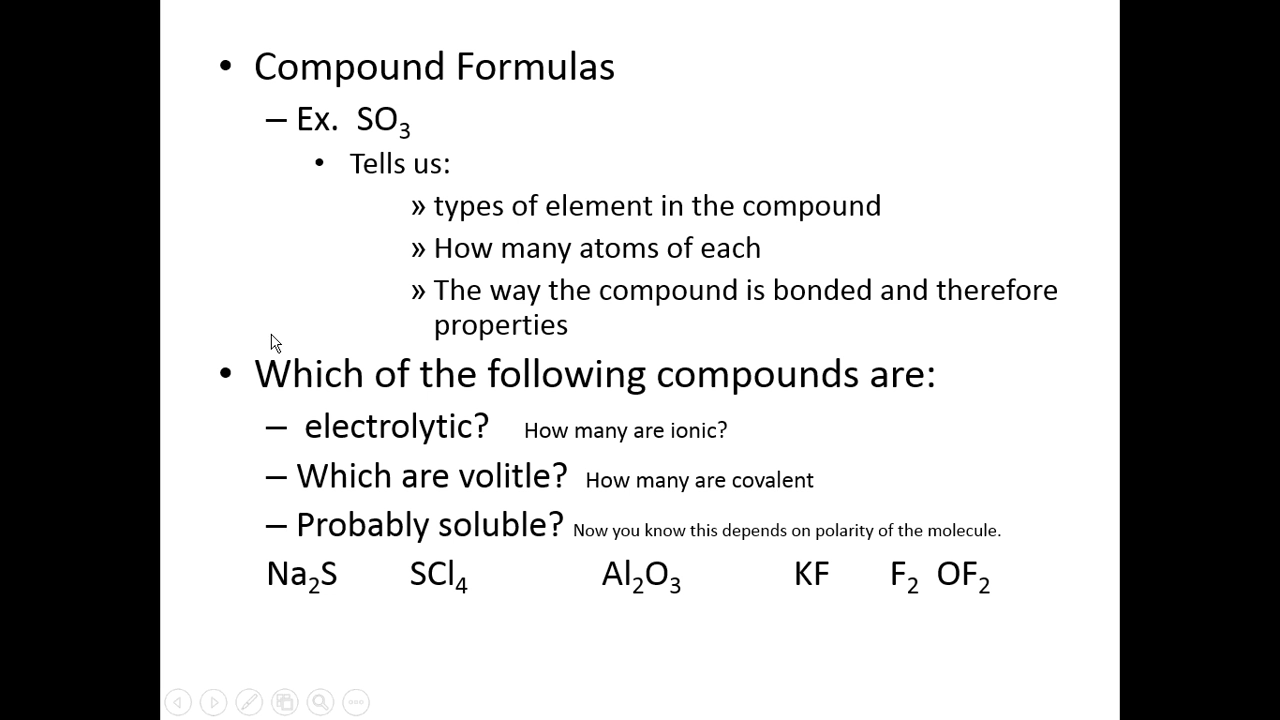 • Compound Formulas
– Ex. SO₃
• Tells us:
» types of element in the compound
» How many atoms of each
» The way the compound is bonded and therefore
properties
• Which of the following compounds are:
– electrolytic? How many are ionic?
– Which are volitle? How many are covalent
– Probably soluble? Now you know this depends on polarity of the molecule.
Na₂S SCl₄ Al₂O₃ KF F₂ OF₂